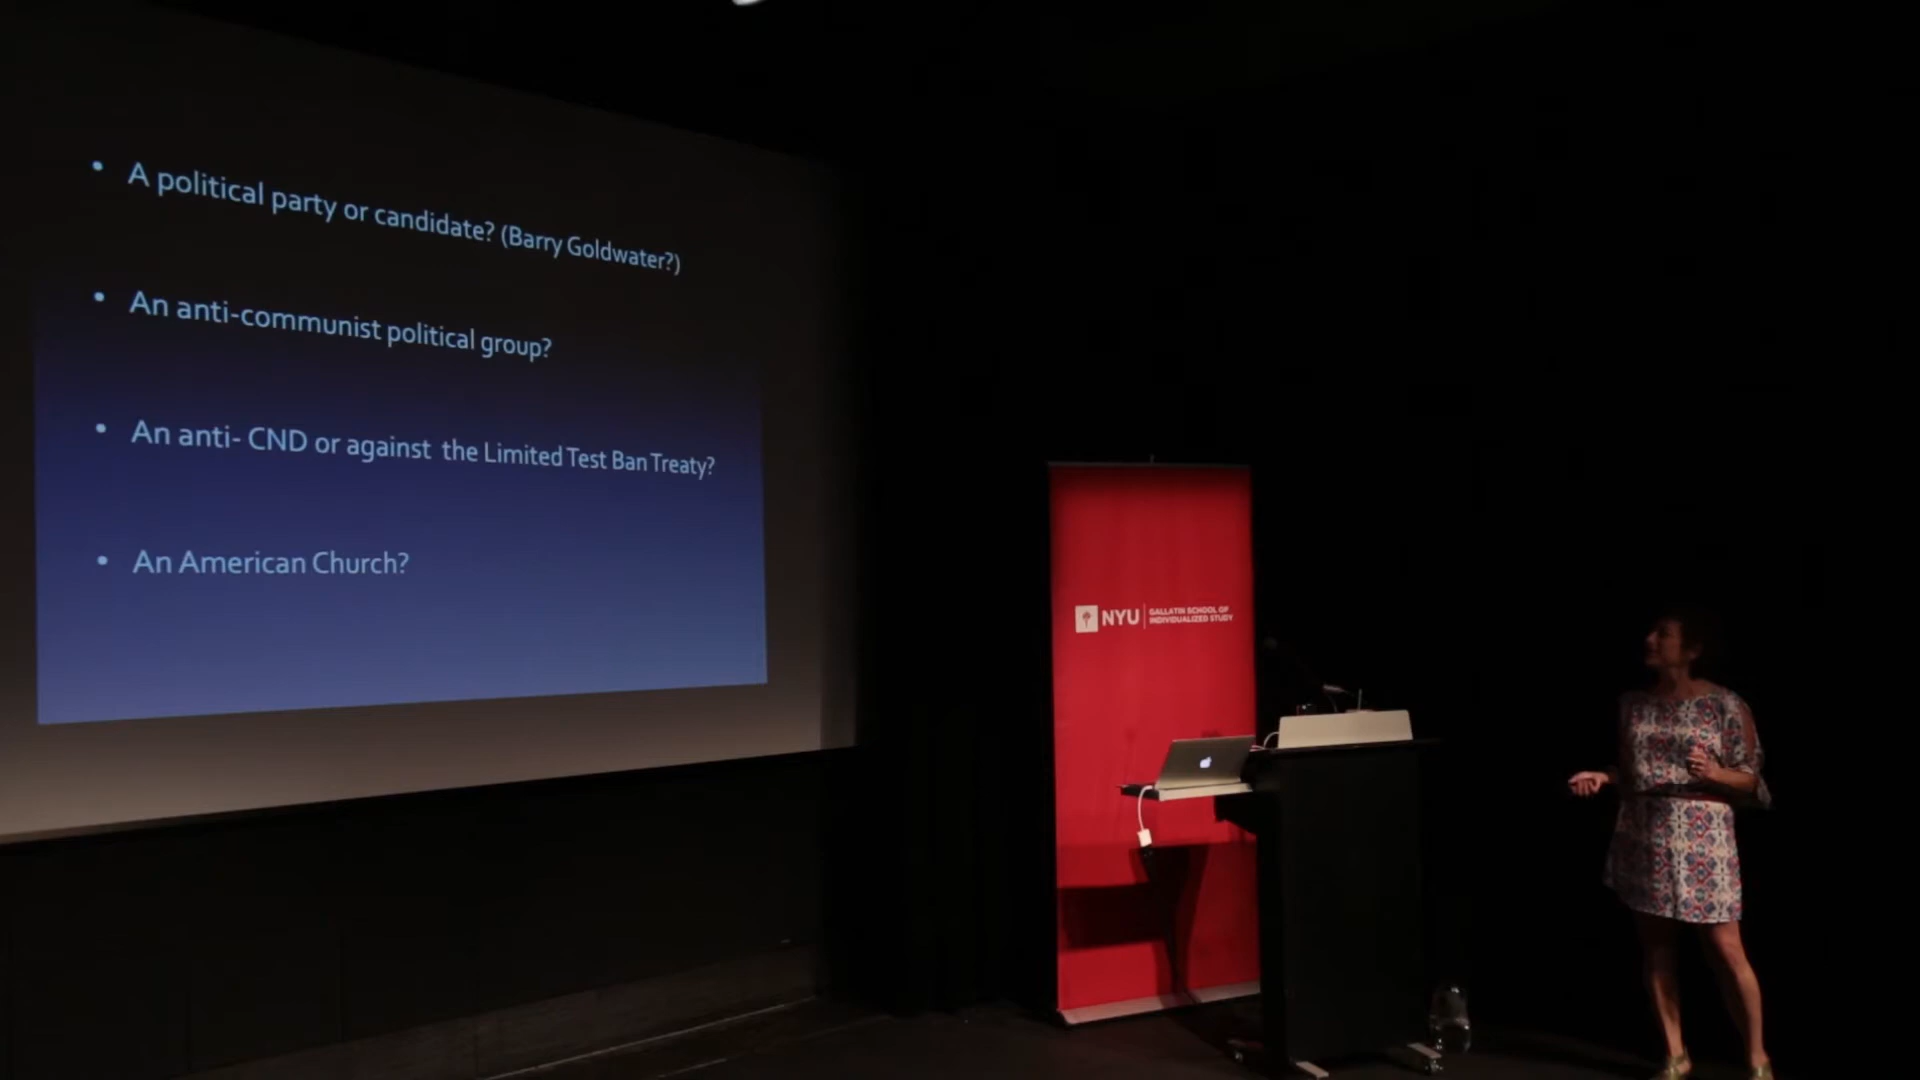 • A political party or candidate? (Barry Goldwater?)
• An anti-communist political group?
• An anti- CND or against the Limited Test Ban Treaty?
• An American Church?
NYU
GALLATIN SCHOOL OF
INDIVIDUALIZED STUDY